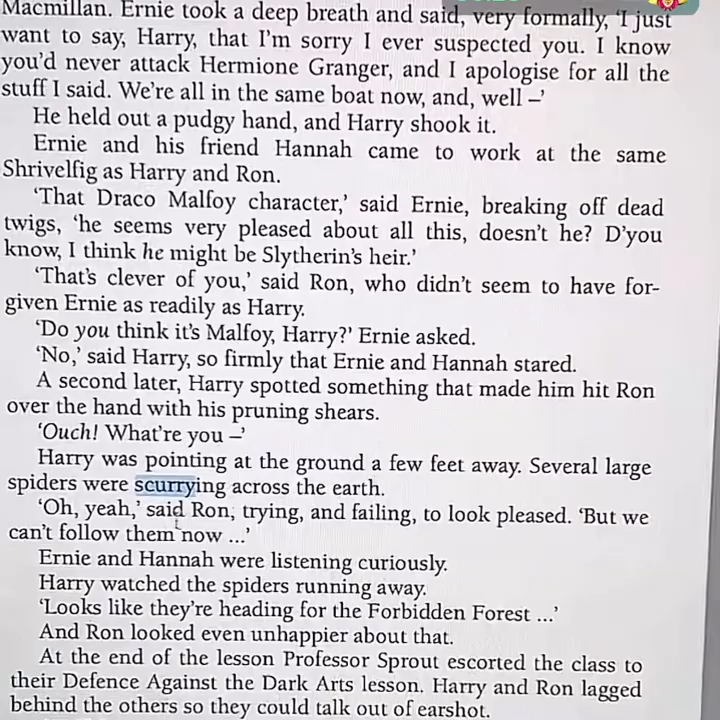 Macmillan. Ernie took a deep breath and said, very formally, ‘I just
want to say, Harry, that I’m sorry I ever suspected you. I know
you’d never attack Hermione Granger, and I apologise for all the
stuff I said. We’re all in the same boat now, and, well –’
He held out a pudgy hand, and Harry shook it.
Ernie and his friend Hannah came to work at the same
Shrivelfig as Harry and Ron.
‘That Draco Malfoy character,’ said Ernie, breaking off dead
twigs, ‘he seems very pleased about all this, doesn’t he? D’you
know, I think he might be Slytherin’s heir.’
‘That’s clever of you,’ said Ron, who didn’t seem to have for-
given Ernie as readily as Harry.
‘Do you think it’s Malfoy, Harry?’ Ernie asked.
‘No,’ said Harry, so firmly that Ernie and Hannah stared.
A second later, Harry spotted something that made him hit Ron
over the hand with his pruning shears.
‘Ouch! What’re you –’
Harry was pointing at the ground a few feet away. Several large
spiders were scurrying across the earth.
‘Oh, yeah,’ said Ron, trying, and failing, to look pleased. ‘But we
can’t follow them now ...’
Ernie and Hannah were listening curiously.
Harry watched the spiders running away.
‘Looks like they’re heading for the Forbidden Forest ...’
And Ron looked even unhappier about that.
At the end of the lesson Professor Sprout escorted the class to
their Defence Against the Dark Arts lesson. Harry and Ron lagged
behind the others so they could talk out of earshot.